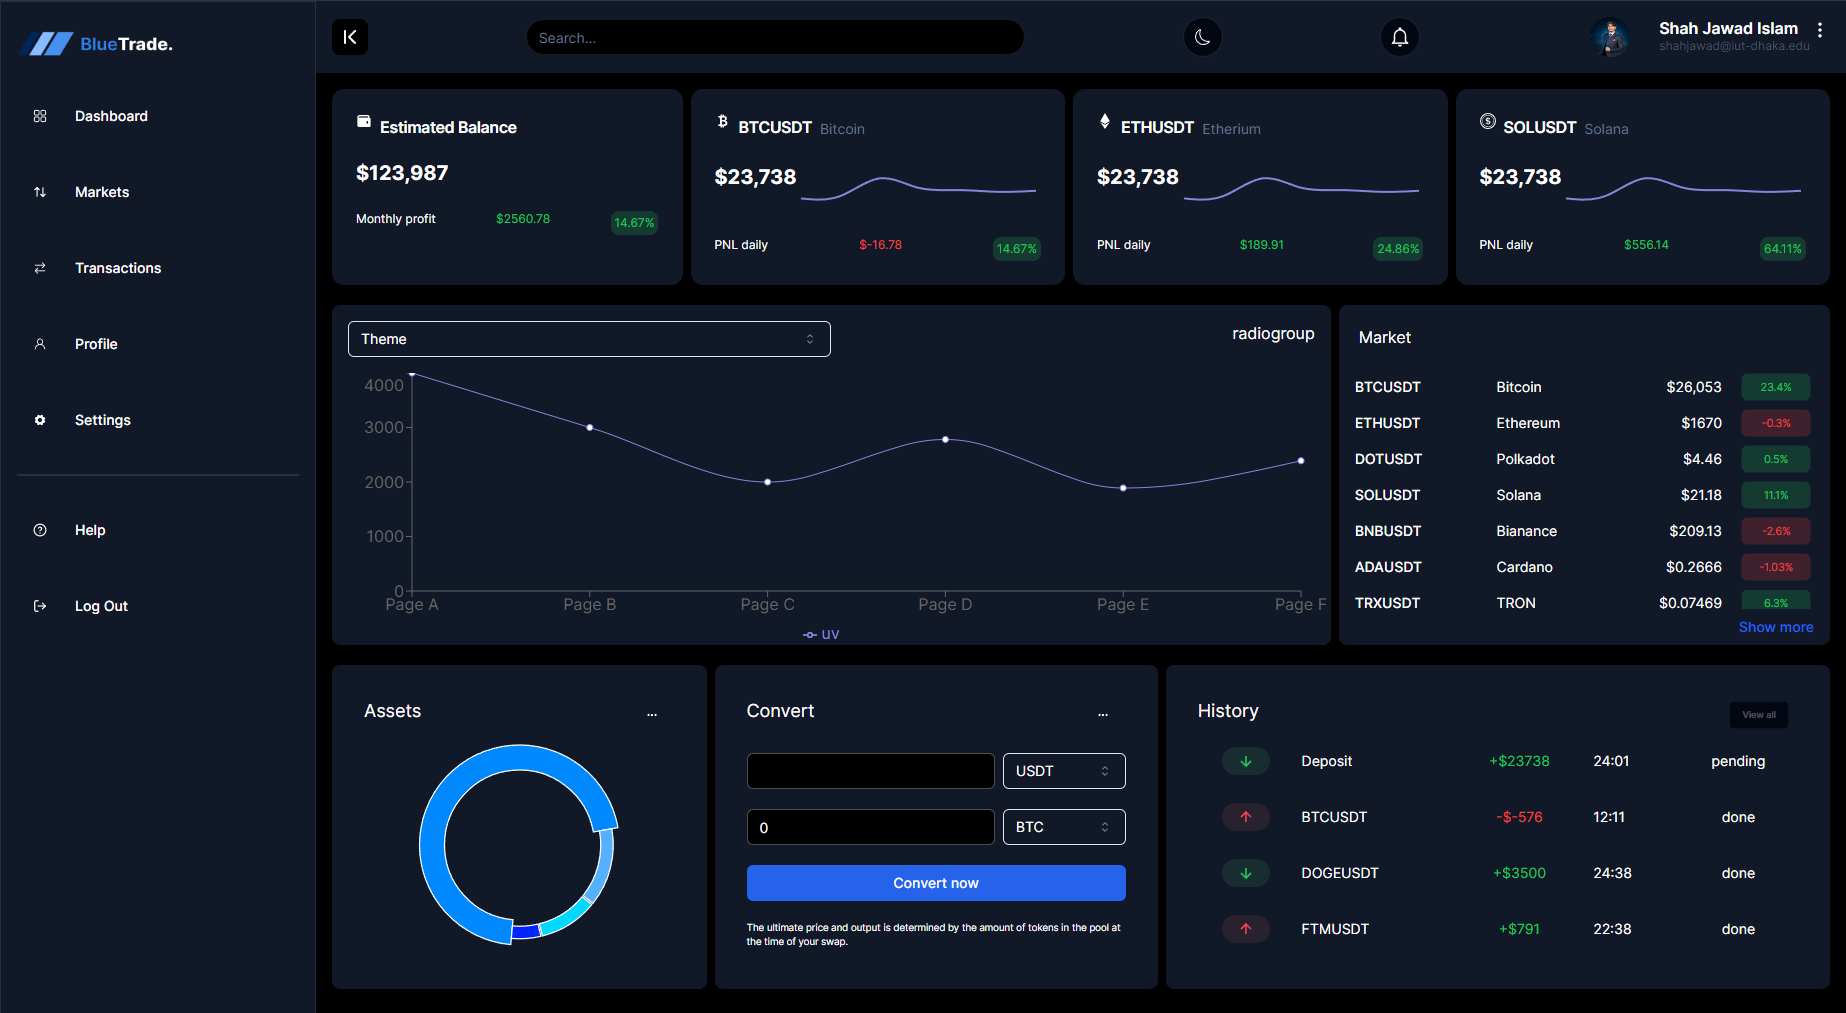 BlueTrade.
Search...
Shah Jawad Islam
shahjawad@iut-dhaka.edu
Dashboard
Markets
Transactions
Profile
Settings
Help
Log Out
Estimated Balance
$123,987
Monthly profit $2560.78 14.67%
BTCUSDT Bitcoin
$23,738
PNL daily $-16.78 14.67%
ETHUSDT Etherium
$23,738
PNL daily $189.91 24.86%
SOLUSDT Solana
$23,738
PNL daily $556.14 64.11%
Theme
radiogroup
4000
3000
2000
1000
0
Page A Page B Page C Page D Page E Page F
uv
Market
BTCUSDT Bitcoin $26,053 23.4%
ETHUSDT Ethereum $1670 -0.3%
DOTUSDT Polkadot $4.46 0.5%
SOLUSDT Solana $21.18 11.1%
BNBUSDT Bianance $209.13 -2.6%
ADAUSDT Cardano $0.2666 -1.03%
TRXUSDT TRON $0.07469 6.3%
Show more
Assets ...
Convert ...
USDT
0 BTC
Convert now
The ultimate price and output is determined by the amount of tokens in the pool at
the time of your swap.
History View all
Deposit +$23738 24:01 pending
BTCUSDT -$-576 12:11 done
DOGEUSDT +$3500 24:38 done
FTMUSDT +$791 22:38 done